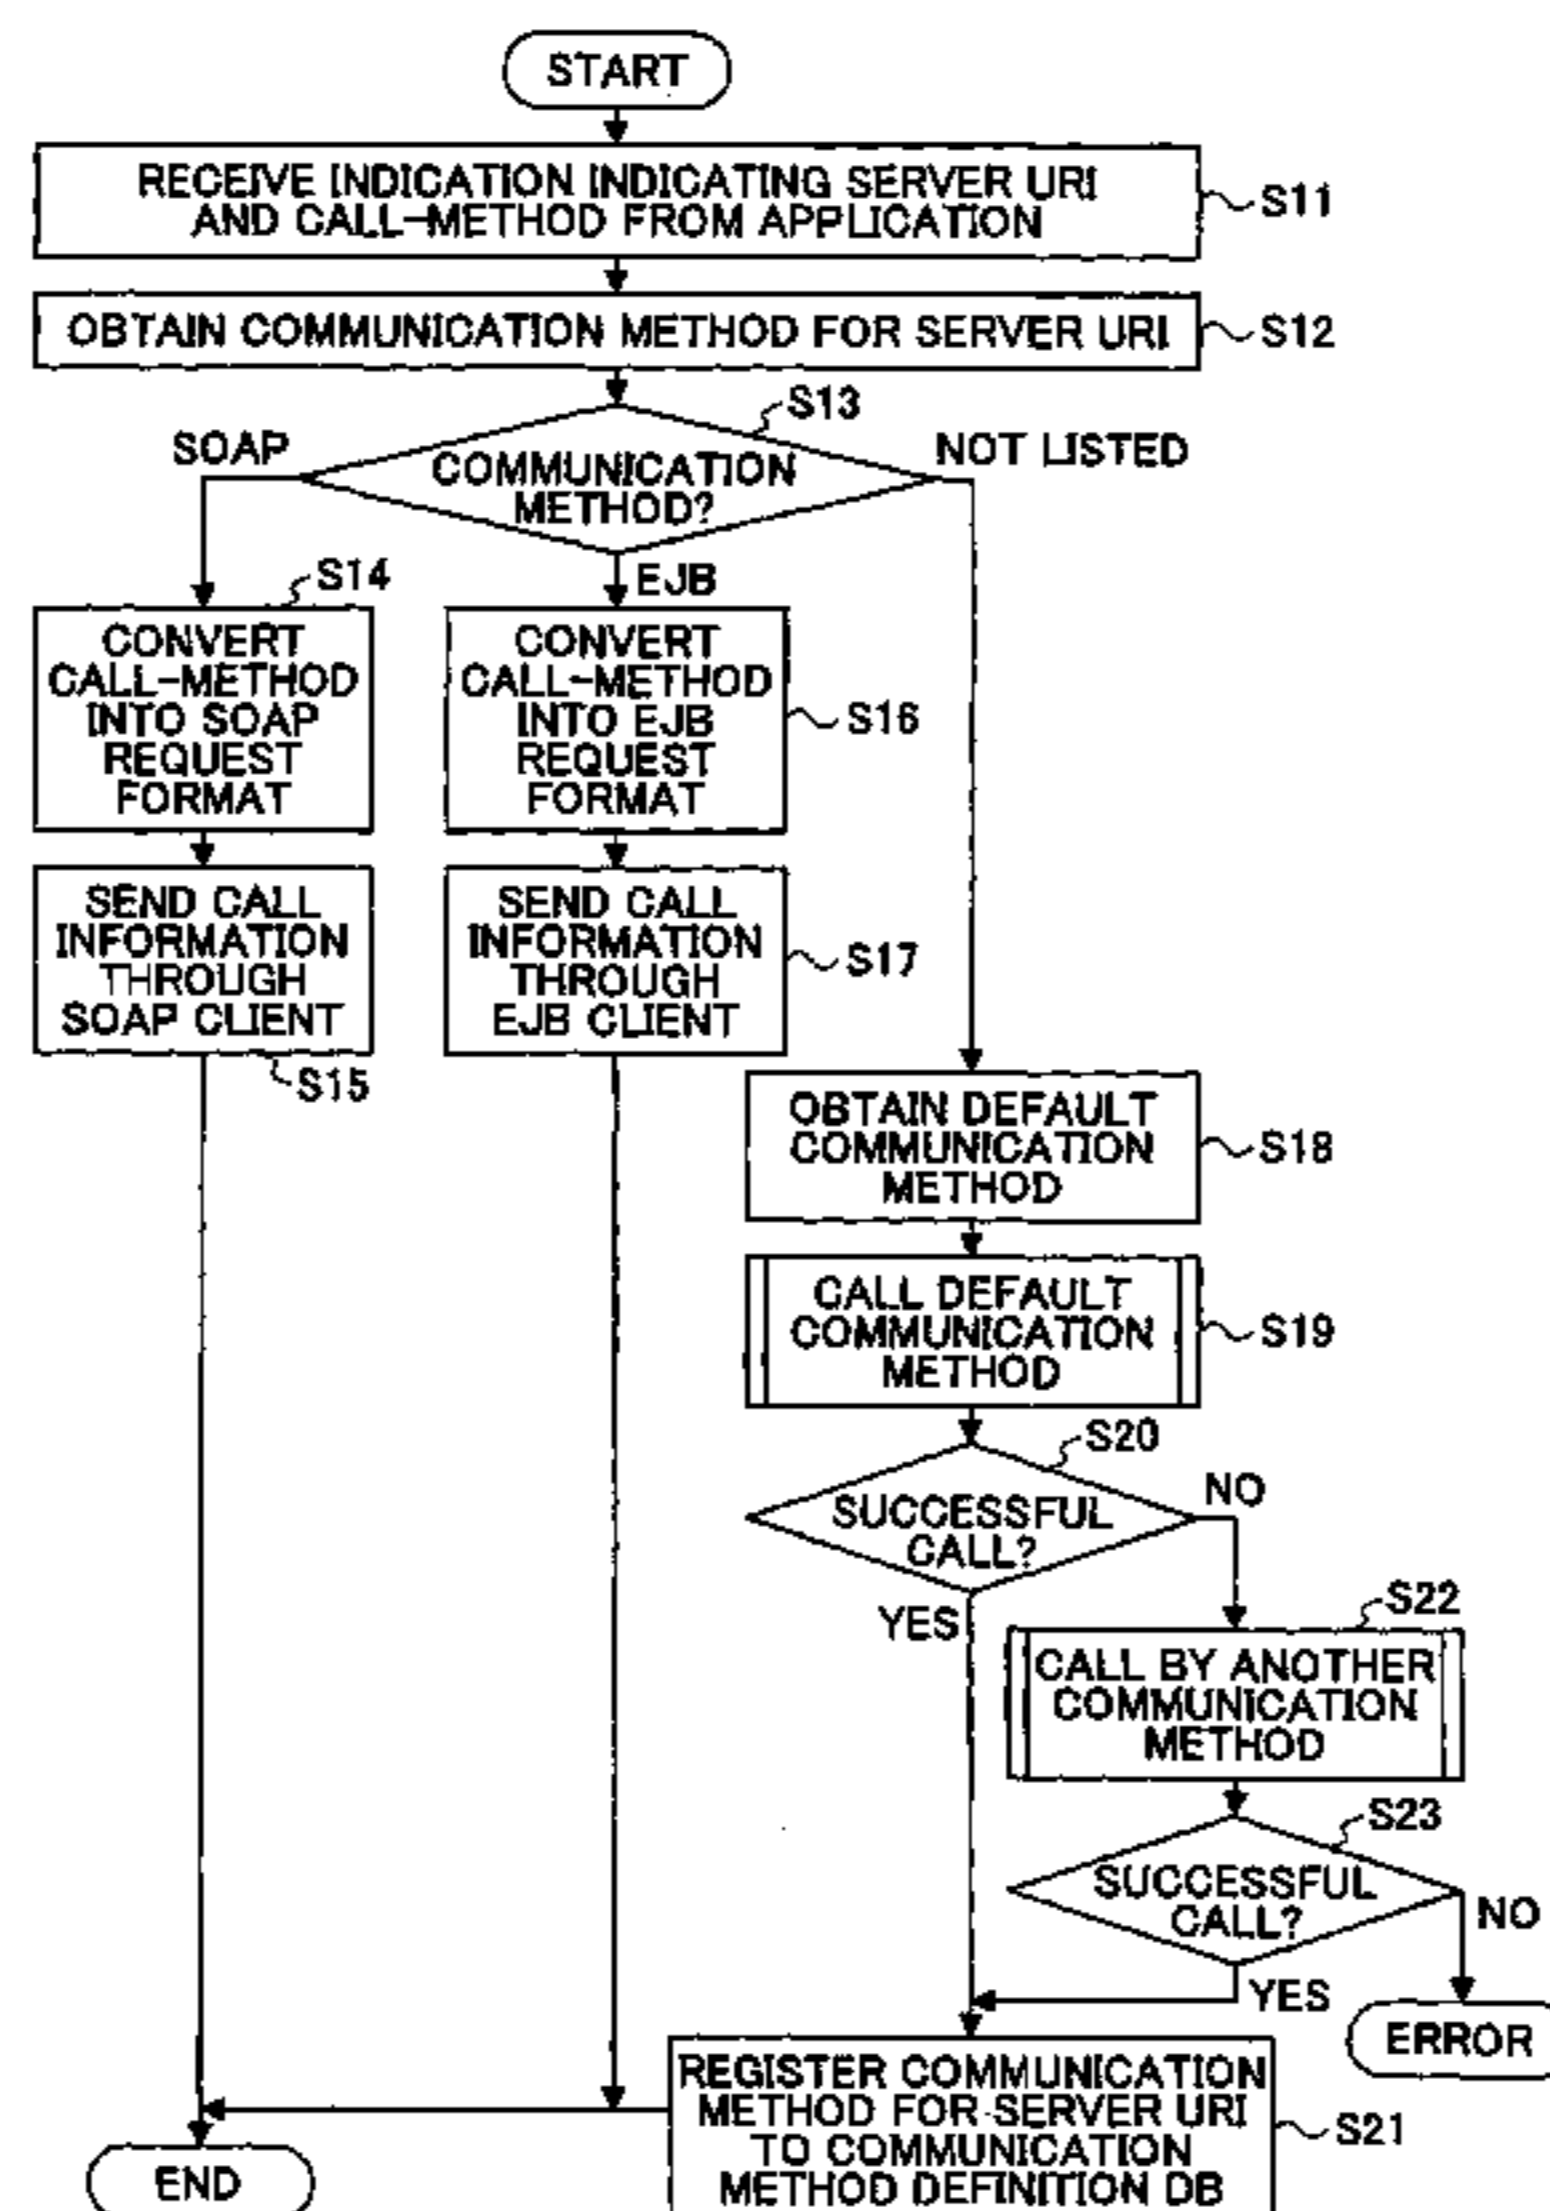 START
RECEIVE INDICATION INDICATING SERVER URI
AND CALL-METHOD FROM APPLICATION
S11
OBTAIN COMMUNICATION METHOD FOR SERVER URI
S12
S13
SOAP
COMMUNICATION
METHOD?
NOT LISTED
EJB
S14
CONVERT
CALL-METHOD
INTO SOAP
REQUEST
FORMAT
CONVERT
CALL-METHOD
INTO EJB
REQUEST
FORMAT
S16
SEND CALL
INFORMATION
THROUGH
SOAP CLIENT
S15
SEND CALL
INFORMATION
THROUGH
EJB CLIENT
S17
OBTAIN DEFAULT
COMMUNICATION
METHOD
S18
CALL DEFAULT
COMMUNICATION
METHOD
S19
S20
SUCCESSFUL
CALL?
NO
YES
S22
CALL BY ANOTHER
COMMUNICATION
METHOD
S23
SUCCESSFUL
CALL?
NO
YES
ERROR
REGISTER COMMUNICATION
METHOD FOR SERVER URI
TO COMMUNICATION
METHOD DEFINITION DB
S21
END